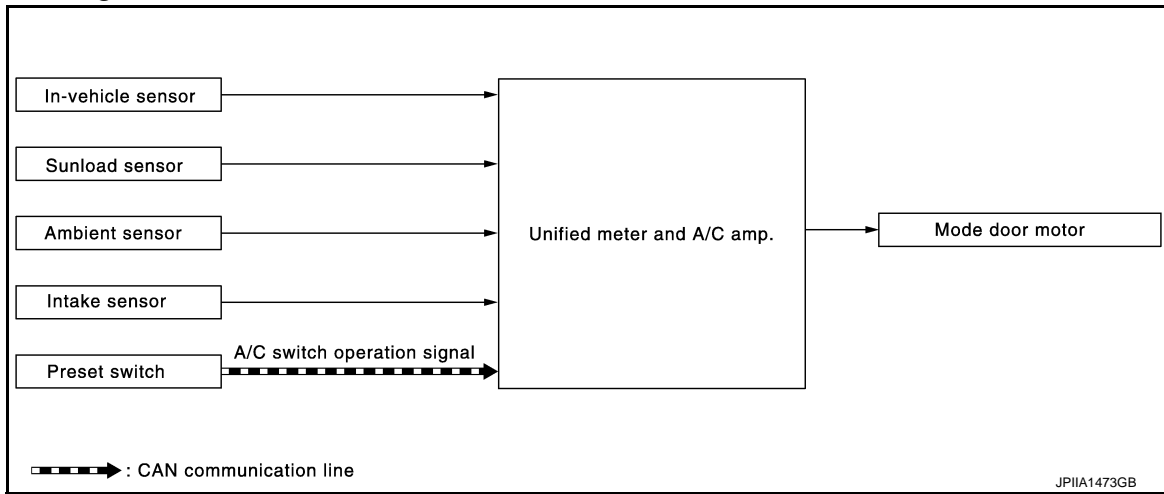 In-vehicle sensor
Sunload sensor
Ambient sensor
Intake sensor
Preset switch
A/C switch operation signal
Unified meter and A/C amp.
Mode door motor
: CAN communication line
JPIIA1473GB